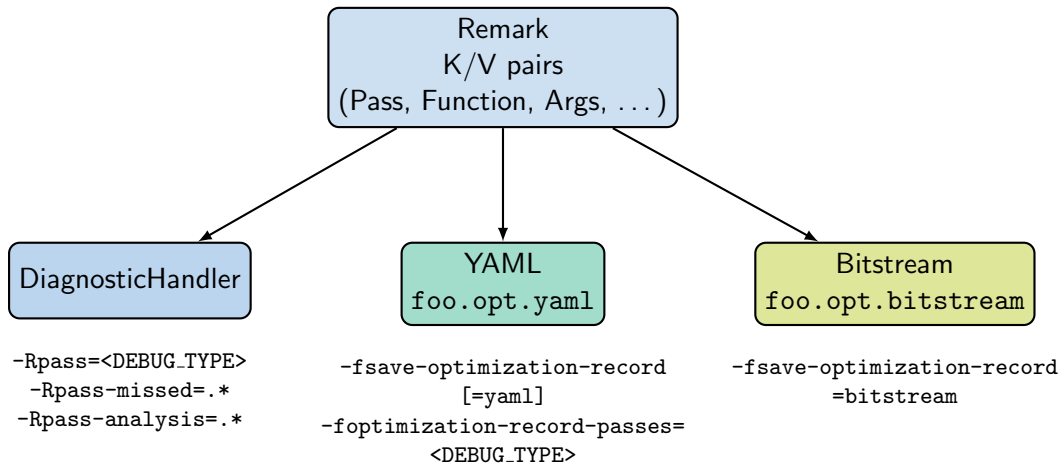 Remark
K/V pairs
(Pass, Function, Args, . . . )
DiagnosticHandler
YAML
foo.opt.yaml
Bitstream
foo.opt.bitstream
-Rpass=<DEBUG_TYPE>
-Rpass-missed=.*
-Rpass-analysis=.*
-fsave-optimization-record
[=yaml]
-foptimization-record-passes=
<DEBUG_TYPE>
-fsave-optimization-record
=bitstream